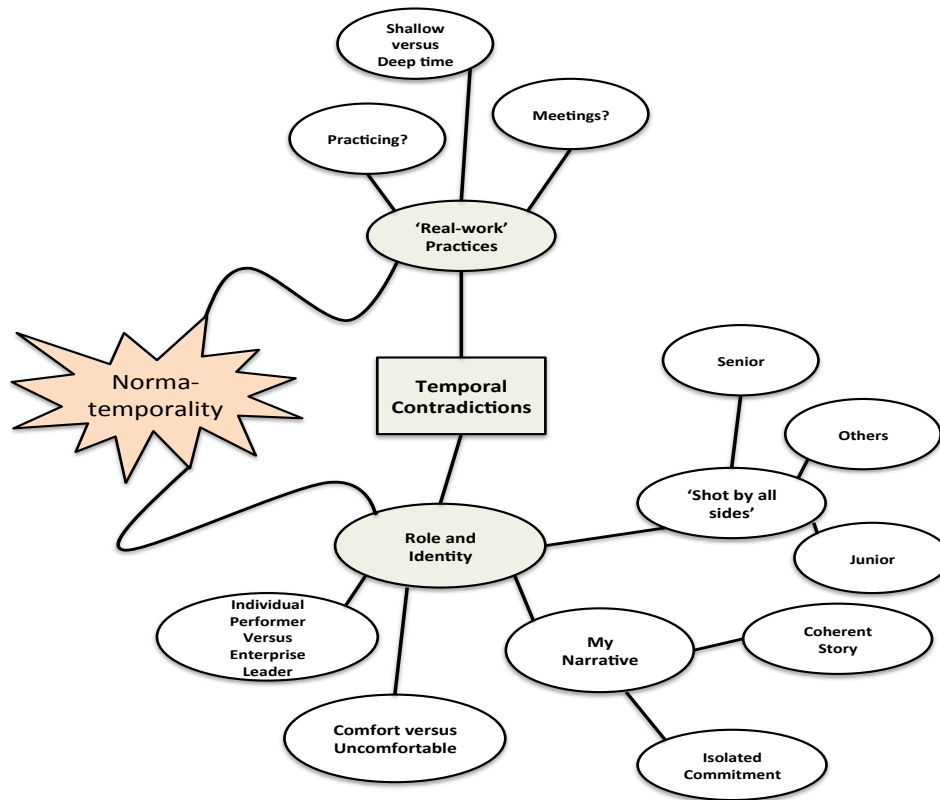 Shallow
versus
Deep time
Practicing?
Meetings?
‘Real-work’
Practices
Norma-
temporality
Temporal
Contradictions
Senior
Others
‘Shot by all
sides’
Junior
Role and
Identity
Individual
Performer
Versus
Enterprise
Leader
My
Narrative
Coherent
Story
Comfort versus
Uncomfortable
Isolated
Commitment